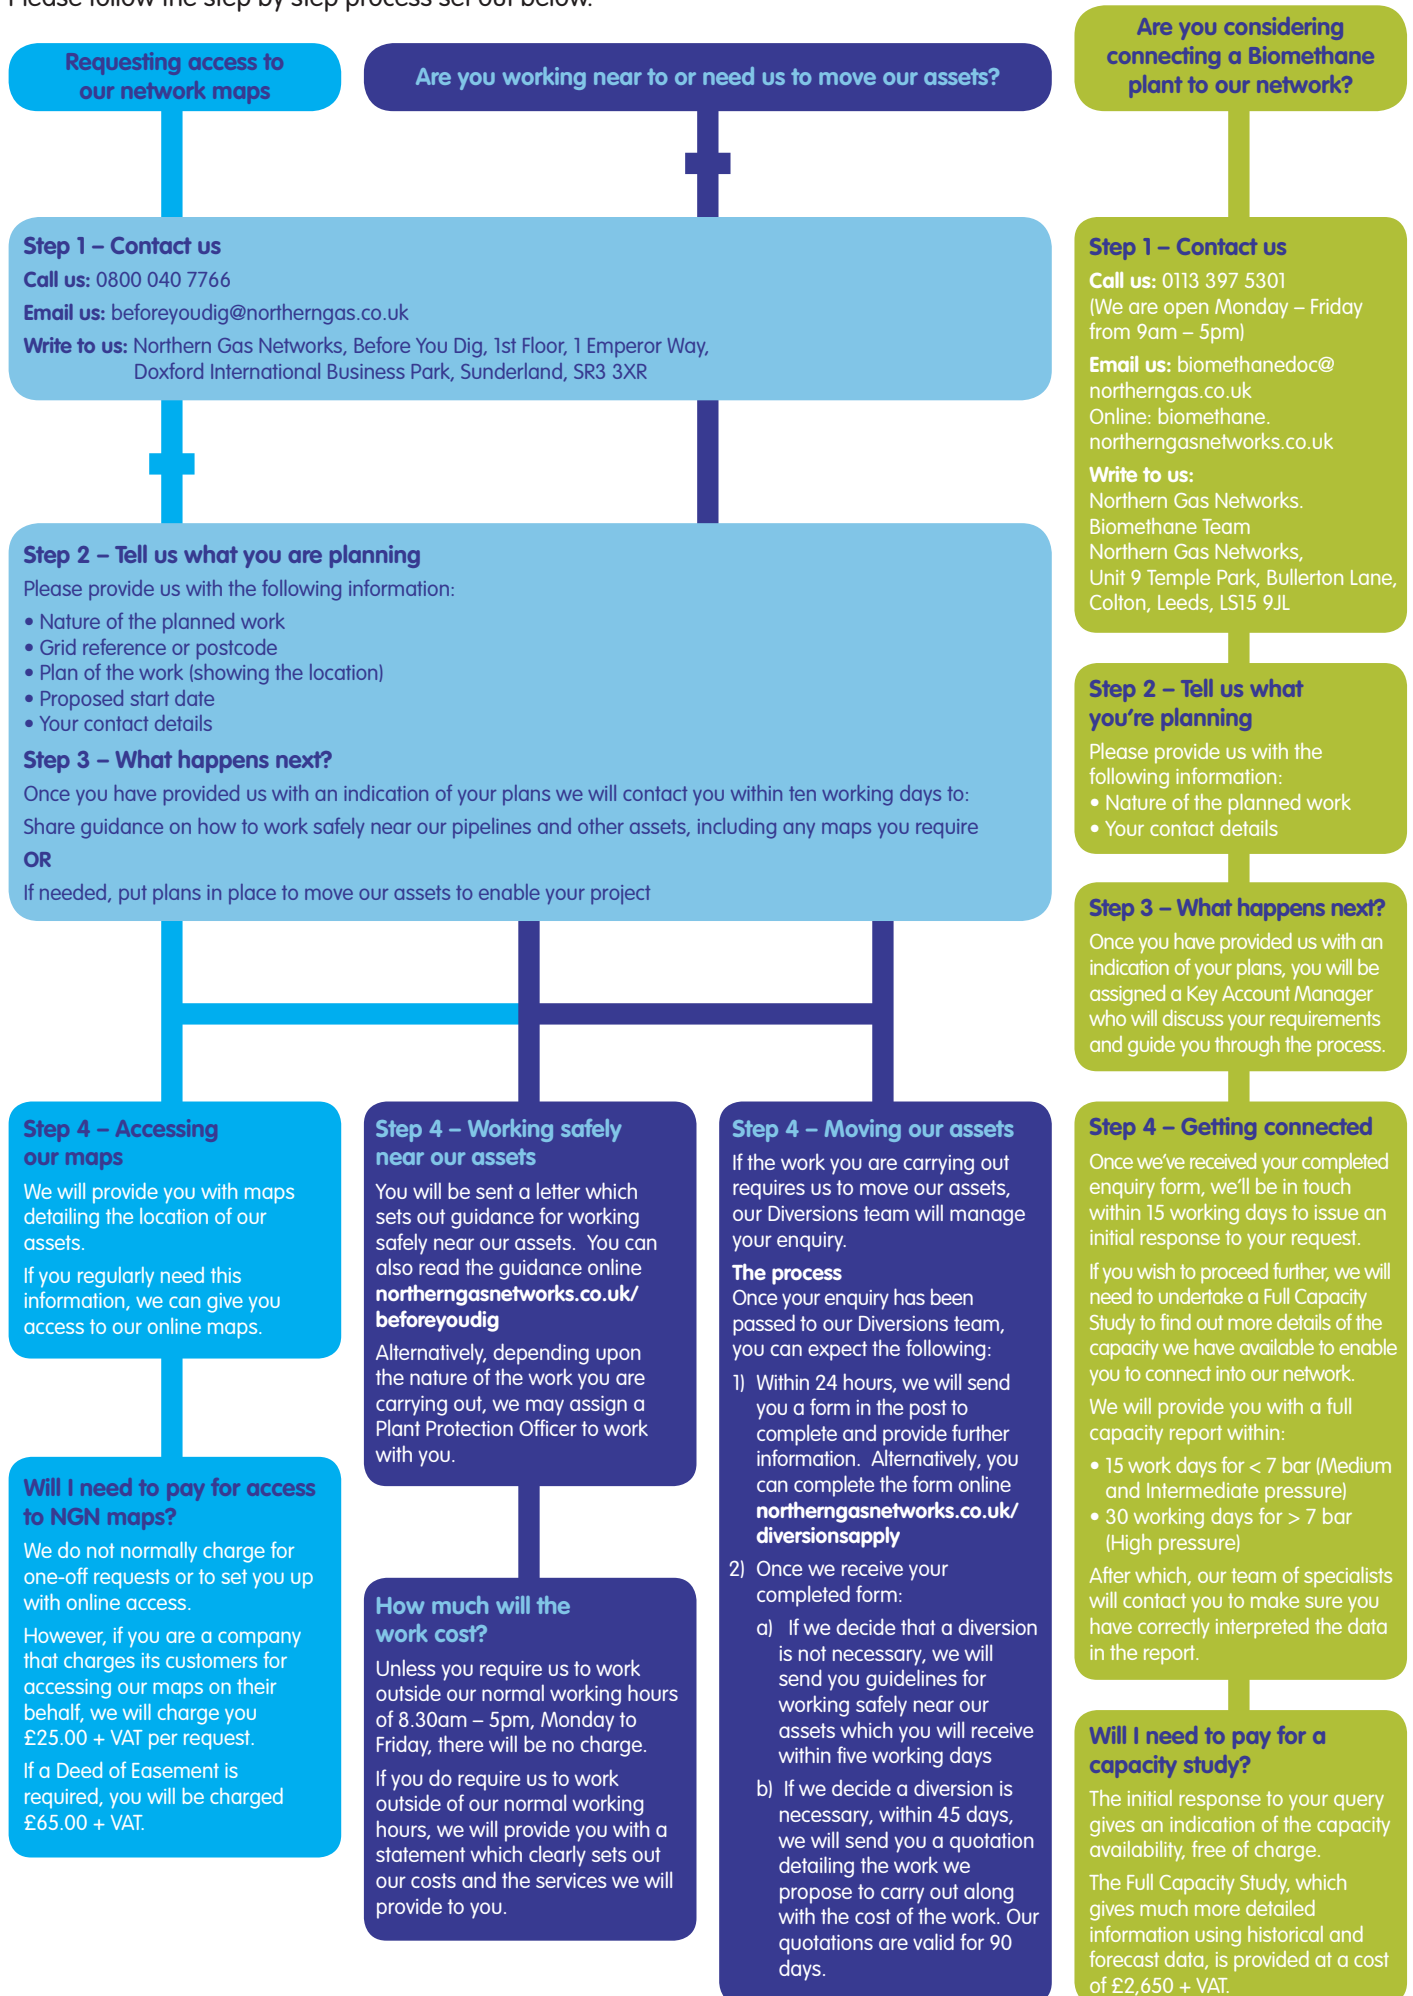 Please follow the step by step process set out below.
Requesting access to
our network maps
Are you working near to or need us to move our assets?
Are you considering
connecting a Biomethane
plant to our network?
Step 1 – Contact us
Call us: 0800 040 7766
Email us: beforeyoudig@northerngas.co.uk
Write to us: Northern Gas Networks, Before You Dig, 1st Floor, 1 Emperor Way,
Doxford International Business Park, Sunderland, SR3 3XR
Step 2 – Tell us what you are planning
Please provide us with the following information:
• Nature of the planned work
• Grid reference or postcode
• Plan of the work (showing the location)
• Proposed start date
• Your contact details
Step 3 – What happens next?
Once you have provided us with an indication of your plans we will contact you within ten working days to:
Share guidance on how to work safely near our pipelines and other assets, including any maps you require
OR
If needed, put plans in place to move our assets to enable your project
Step 4 – Accessing
our maps
We will provide you with maps
detailing the location of our
assets.
If you regularly need this
information, we can give you
access to our online maps.
Will I need to pay for access
to NGN maps?
We do not normally charge for
one-off requests or to set you up
with online access.
However, if you are a company
that charges its customers for
accessing our maps on their
behalf, we will charge you
£25.00 + VAT per request.
If a Deed of Easement is
required, you will be charged
£65.00 + VAT.
Step 4 – Working safely
near our assets
You will be sent a letter which
sets out guidance for working
safely near our assets.  You can
also read the guidance online
northerngasnetworks.co.uk/
beforeyoudig
Alternatively, depending upon
the nature of the work you are
carrying out, we may assign a
Plant Protection Officer to work
with you.
How much will the
work cost?
Unless you require us to work
outside our normal working hours
of 8.30am – 5pm, Monday to
Friday, there will be no charge.
If you do require us to work
outside of our normal working
hours, we will provide you with a
statement which clearly sets out
our costs and the services we will
provide to you.
Step 4 – Moving our assets
If the work you are carrying out
requires us to move our assets,
our Diversions team will manage
your enquiry.
The process
Once your enquiry has been
passed to our Diversions team,
you can expect the following:
1) Within 24 hours, we will send
you a form in the post to
complete and provide further
information.  Alternatively, you
can complete the form online
northerngasnetworks.co.uk/
diversionsapply
2) Once we receive your
completed form:
a) If we decide that a diversion
is not necessary, we will
send you guidelines for
working safely near our
assets which you will receive
within five working days
b) If we decide a diversion is
necessary, within 45 days,
we will send you a quotation
detailing the work we
propose to carry out along
with the cost of the work. Our
quotations are valid for 90
days.
Step 1 – Contact us
Call us: 0113 397 5301
(We are open Monday – Friday
from 9am – 5pm)
Email us: biomethanedoc@
northerngas.co.uk
Online: biomethane.
northerngasnetworks.co.uk
Write to us:
Northern Gas Networks.
Biomethane Team
Northern Gas Networks,
Unit 9 Temple Park, Bullerton Lane,
Colton, Leeds, LS15 9JL
Step 2 – Tell us what
you're planning
Please provide us with the
following information:
• Nature of the planned work
• Your contact details
Step 3 – What happens next?
Once you have provided us with an
indication of your plans, you will be
assigned a Key Account Manager
who will discuss your requirements
and guide you through the process.
Step 4 – Getting connected
Once we've received your completed
enquiry form, we'll be in touch
within 15 working days to issue an
initial response to your request.
If you wish to proceed further, we will
need to undertake a Full Capacity
Study to find out more details of the
capacity we have available to enable
you to connect into our network.
We will provide you with a full
capacity report within:
• 15 work days for < 7 bar (Medium
and Intermediate pressure)
• 30 working days for > 7 bar
(High pressure)
After which, our team of specialists
will contact you to make sure you
have correctly interpreted the data
in the report.
Will I need to pay for a
capacity study?
The initial response to your query
gives an indication of the capacity
availability, free of charge.
The Full Capacity Study, which
gives much more detailed
information using historical and
forecast data, is provided at a cost
of £2,650 + VAT.